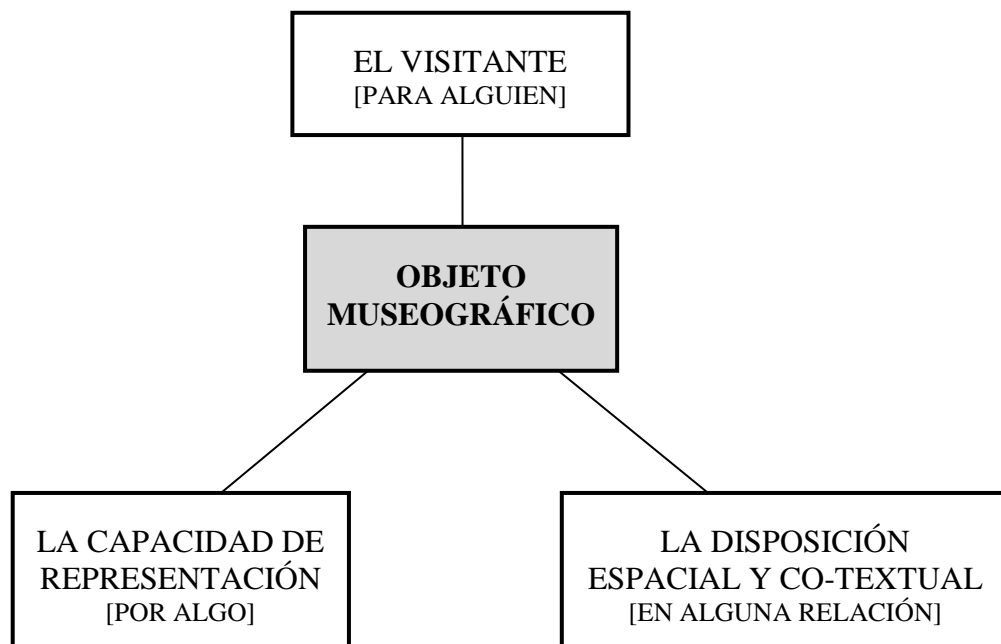 EL VISITANTE
[PARA ALGUIEN]
OBJETO
MUSEOGRÁFICO
LA CAPACIDAD DE
REPRESENTACIÓN
[POR ALGO]
LA DISPOSICIÓN
ESPACIAL Y CO-TEXTUAL
[EN ALGUNA RELACIÓN]